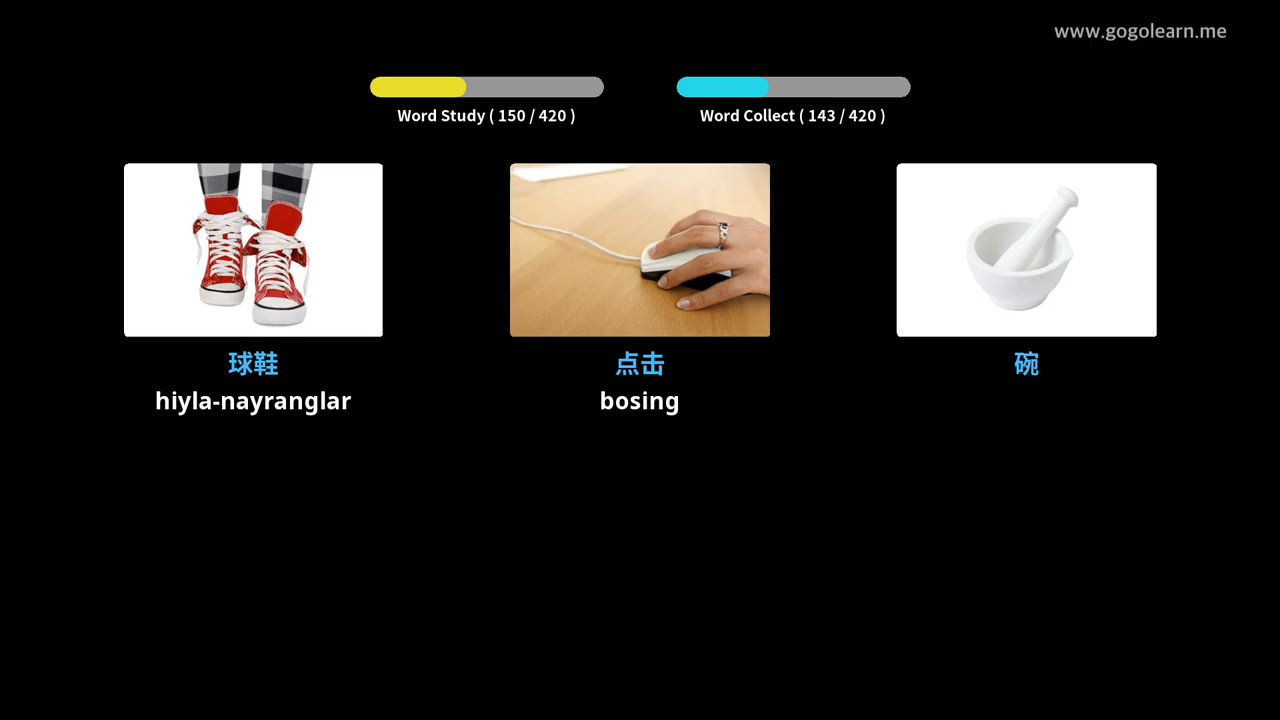 www.gogolearn.me
Word Study ( 150 / 420 )
Word Collect ( 143 / 420 )
球鞋
点击
碗
hiyla-nayranglar
bosing